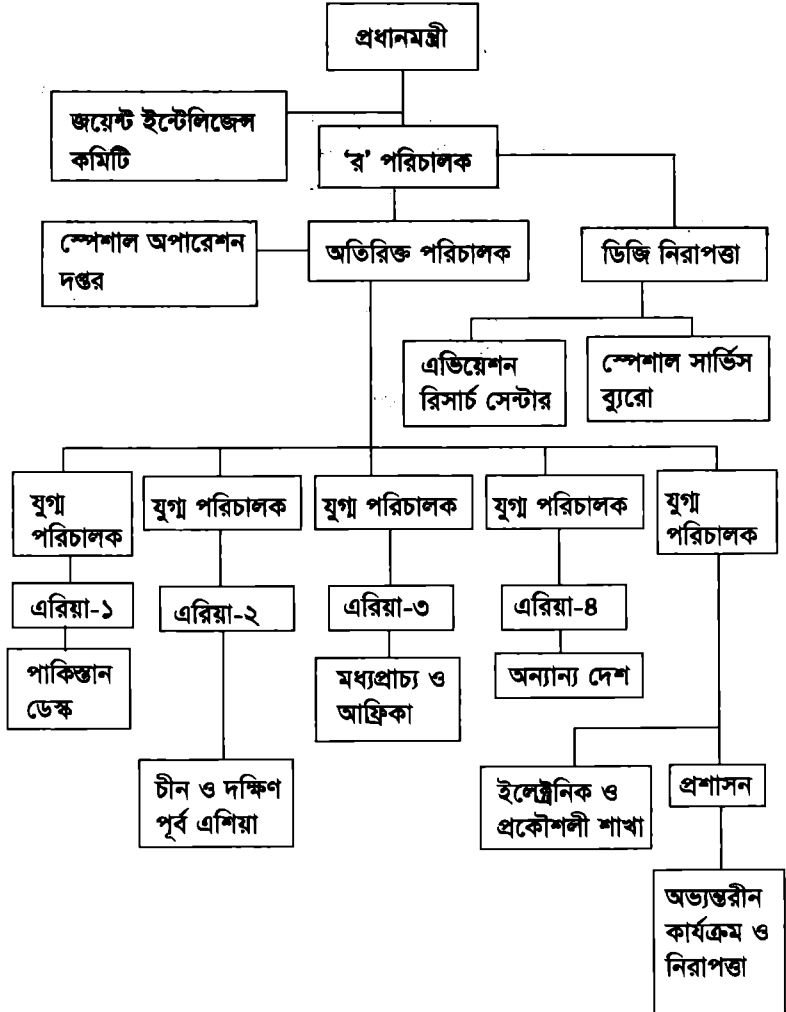 প্রধানমন্ত্রী
জয়েন্ট ইন্টেলিজেন্স
কমিটি
‘র’ পরিচালক
স্পেশাল অপারেশন
দপ্তর
অতিরিক্ত পরিচালক
ডিজি নিরাপত্তা
এভিয়েশন
রিসার্চ সেন্টার
স্পেশাল সার্ভিস
ব্যুরো
যুগ্ম
পরিচালক
যুগ্ম পরিচালক
যুগ্ম পরিচালক
যুগ্ম পরিচালক
যুগ্ম
পরিচালক
এরিয়া-১
এরিয়া-২
এরিয়া-৩
এরিয়া-৪
পাকিস্তান
ডেস্ক
মধ্যপ্রাচ্য ও
আফ্রিকা
অন্যান্য দেশ
চীন ও দক্ষিণ
পূর্ব এশিয়া
ইলেক্ট্রনিক ও
প্রকৌশলী শাখা
প্রশাসন
অভ্যন্তরীন
কার্যক্রম ও
নিরাপত্তা